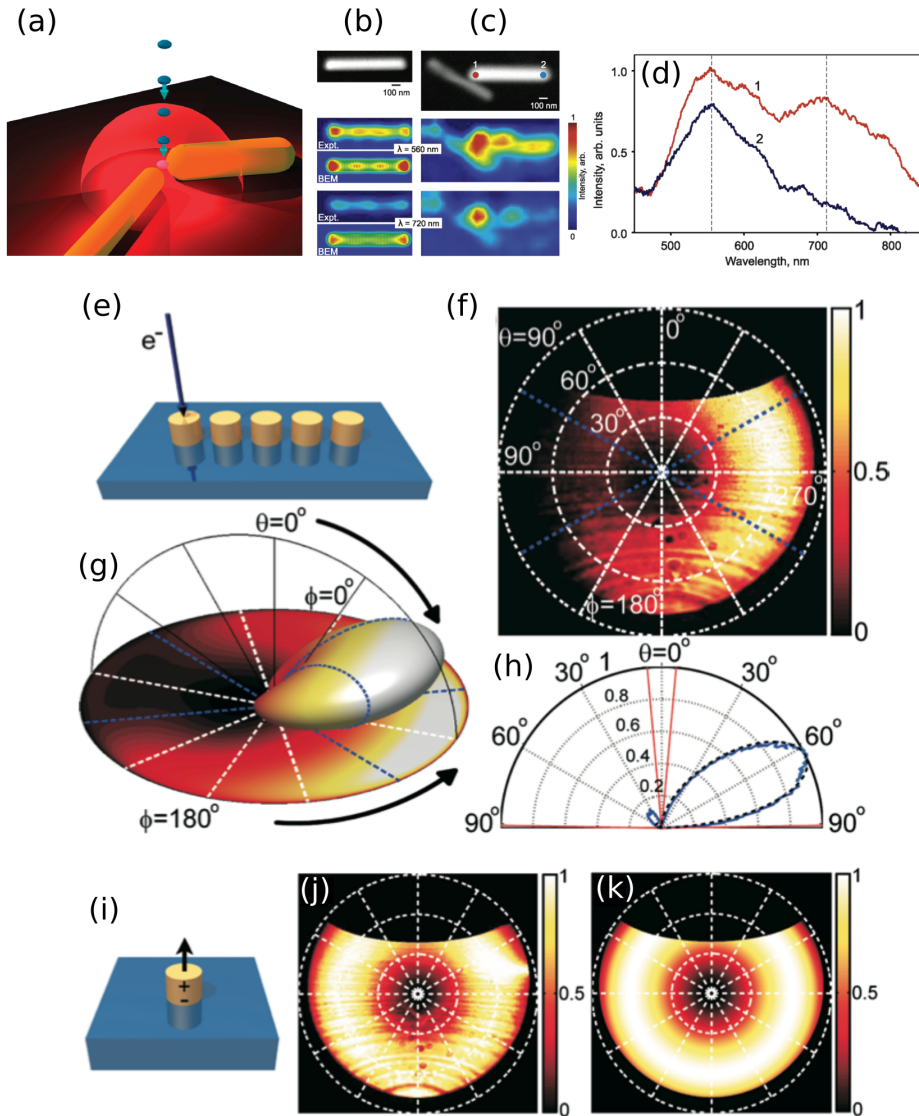 (a)
(b)
(c)
100 nm
1
2
100 nm
Expt.
λ = 560 nm
BEM
Expt.
λ = 720 nm
BEM
1
Intensity, arb.
0
(d)
1.0
0.5
0.0
Intensity, arb. units
1
2
500
600
700
800
Wavelength, nm
(e)
e-
(f)
θ=90°
0°
60°
30°
90°
270°
ϕ=180°
1
0.5
0
(g)
θ=0°
ϕ=0°
ϕ=180°
(h)
30° 1 θ=0° 30°
60°
0.8
0.6
0.4
0.2
60°
90°
90°
(i)
+
-
(j)
1
0.5
0
(k)
1
0.5
0